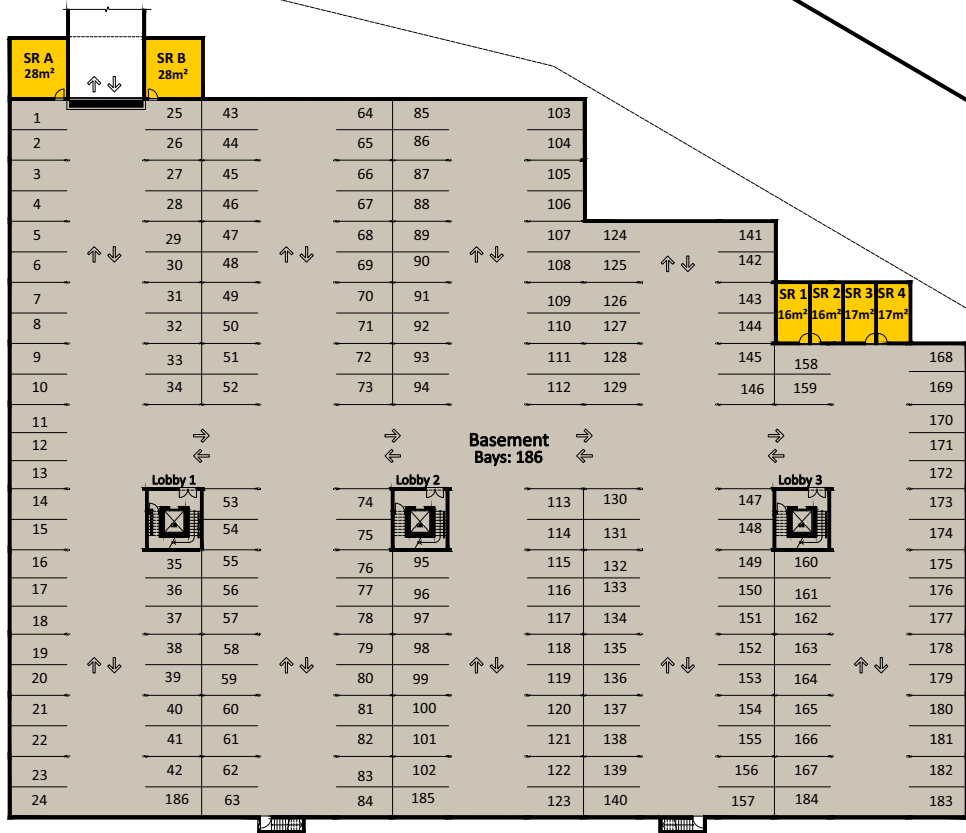 SR A
28m²
SR B
28m²
1 25 43 64 85 103
2 26 44 65 86 104
3 27 45 66 87 105
4 28 46 67 88 106
5 29 47 68 89 107 124 141
6 30 48 69 90 108 125 142
SR 1 SR 2 SR 3 SR 4
16m² 16m² 17m² 17m²
7 31 49 70 91 109 126 143
8 32 50 71 92 110 127 144
9 33 51 72 93 111 128 145 158 168
10 34 52 73 94 112 129 146 159 169
11 170
12 171
Basement
Bays: 186
13 172
Lobby 1 Lobby 2 Lobby 3
14 53 74 113 130 147 173
15 54 75 114 131 148 174
16 35 55 76 95 115 132 149 160 175
17 36 56 77 96 116 133 150 161 176
18 37 57 78 97 117 134 151 162 177
19 38 58 79 98 118 135 152 163 178
20 39 59 80 99 119 136 153 164 179
21 40 60 81 100 120 137 154 165 180
22 41 61 82 101 121 138 155 166 181
23 42 62 83 102 122 139 156 167 182
24 186 63 84 185 123 140 157 184 183